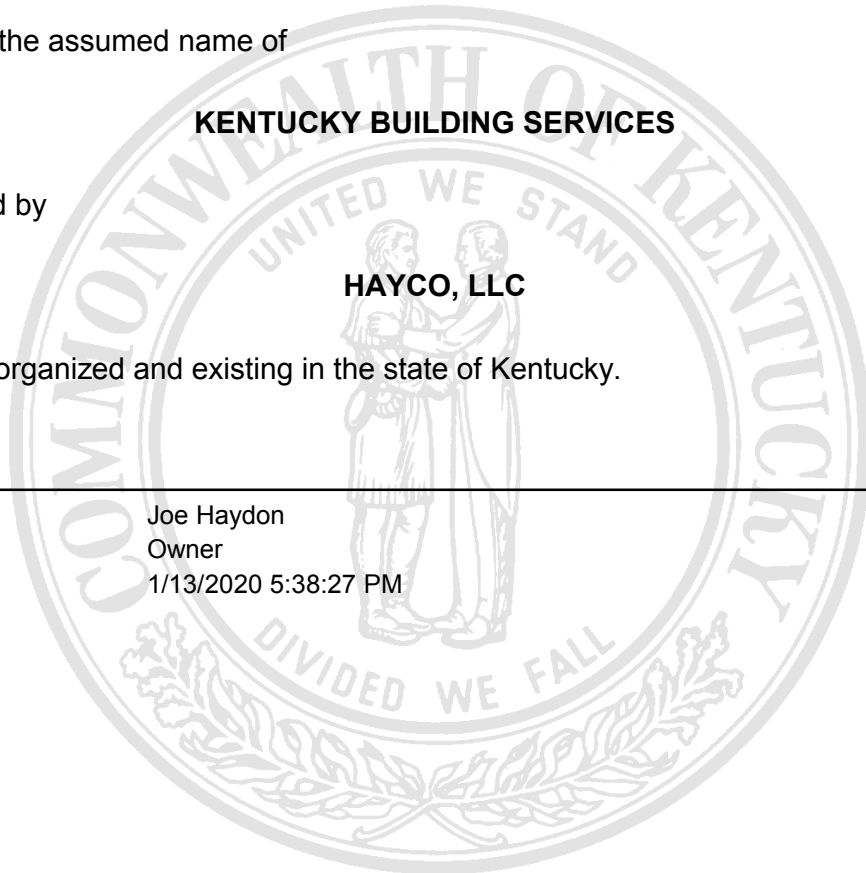 the assumed name of
KENTUCKY BUILDING SERVICES
d by
HAYCO, LLC
organized and existing in the state of Kentucky.
Joe Haydon
Owner
1/13/2020 5:38:27 PM
COMMONWEALTH OF KENTUCKY
UNITED WE STAND
DIVIDED WE FALL